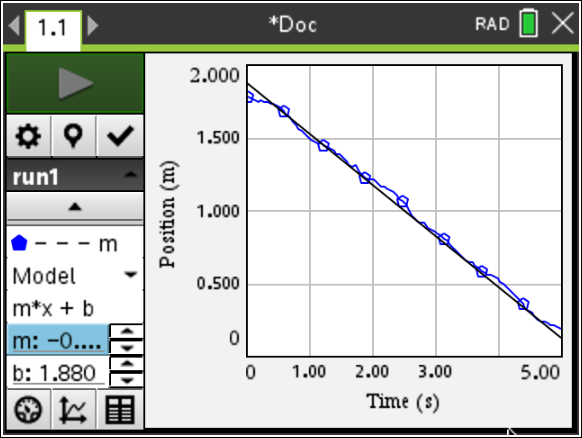 1.1
*Doc
RAD
run1
– – – m
Model
m*x + b
m: −0....
b: 1.880
Position (m)
2.000
1.500
1.000
0.500
0
0 1.00 2.00 3.00 5.00
Time (s)